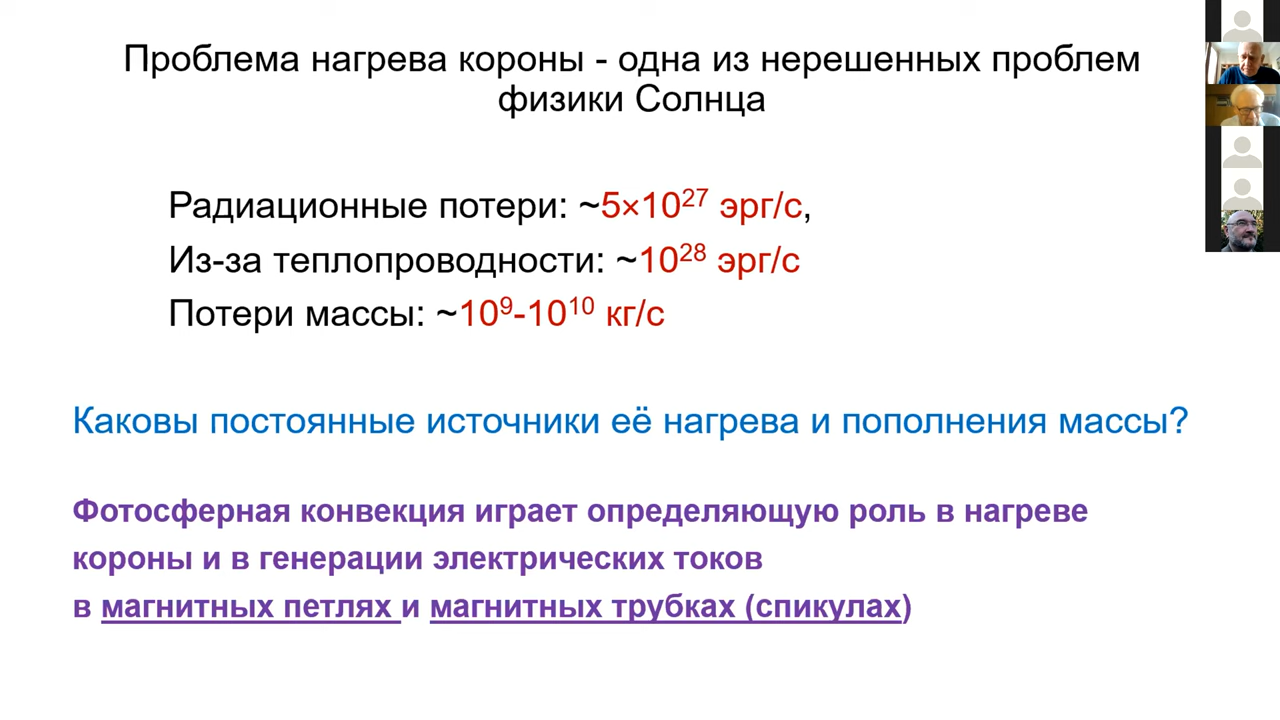 Проблема нагрева короны - одна из нерешенных проблем
физики Солнца
Радиационные потери: ~5×10²⁷ эрг/с,
Из-за теплопроводности: ~10²⁸ эрг/с
Потери массы: ~10⁹-10¹⁰ кг/с
Каковы постоянные источники её нагрева и пополнения массы?
Фотосферная конвекция играет определяющую роль в нагреве
короны и в генерации электрических токов
в магнитных петлях и магнитных трубках (спикулах)